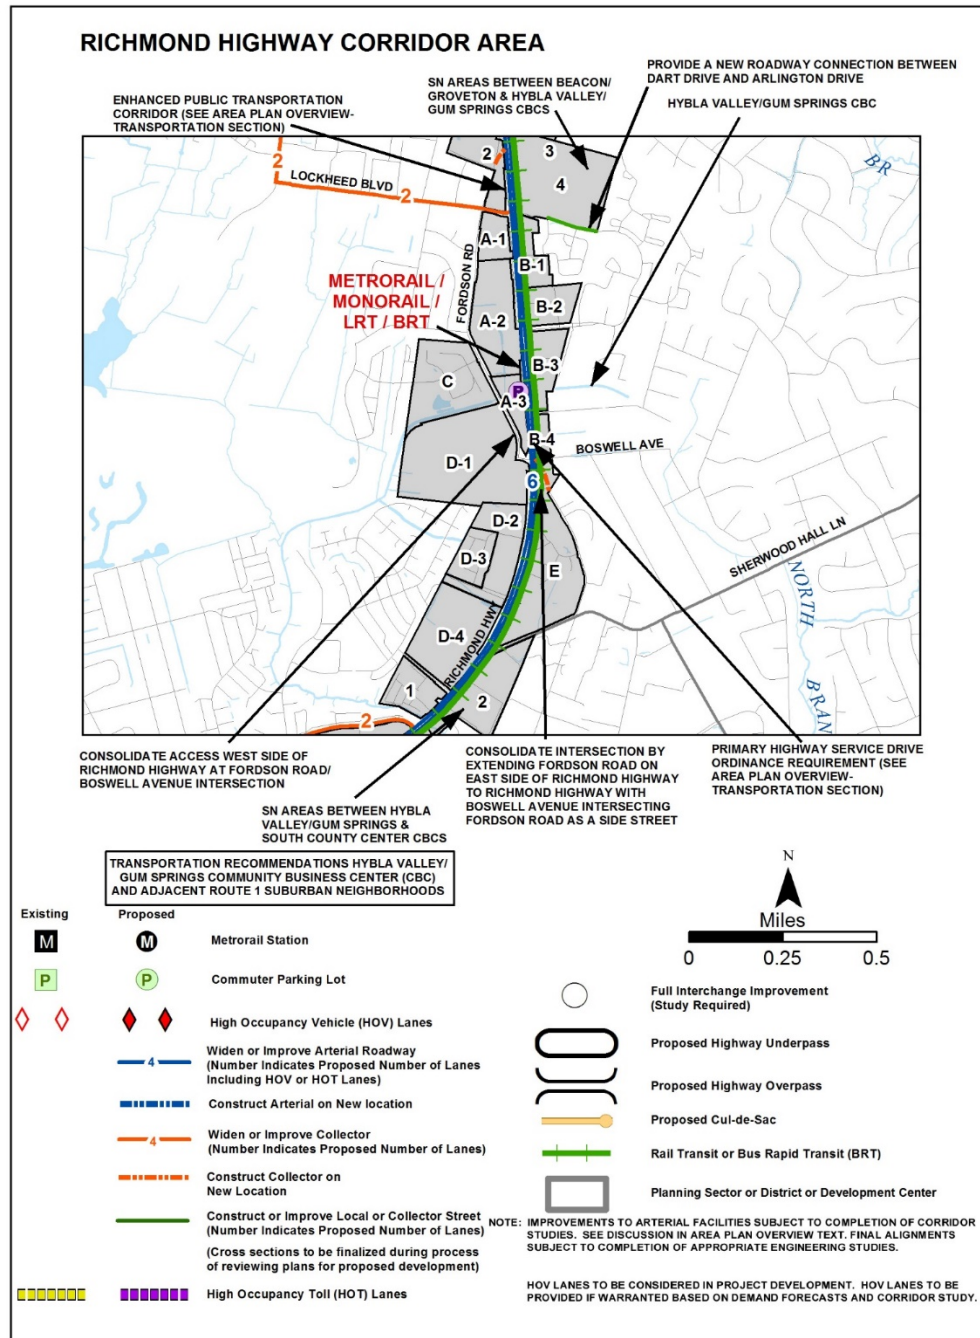 RICHMOND HIGHWAY CORRIDOR AREA
PROVIDE A NEW ROADWAY CONNECTION BETWEEN
DART DRIVE AND ARLINGTON DRIVE
SN AREAS BETWEEN BEACON/
GROVETON & HYBLA VALLEY/
GUM SPRINGS CBCS
ENHANCED PUBLIC TRANSPORTATION
CORRIDOR (SEE AREA PLAN OVERVIEW-
TRANSPORTATION SECTION)
HYBLA VALLEY/GUM SPRINGS CBC
2
LOCKHEED BLVD
2
2
3
4
BR
A-1
FORDSON RD
B-1
METRORAIL /
MONORAIL /
LRT / BRT
B-2
A-2
B-3
C
P
A-3
B-4
BOSWELL AVE
D-1
6
D-2
SHERWOOD HALL LN
D-3
E
NORTH
BRAN
D-4
RICHMOND HWY
1
2
2
CONSOLIDATE ACCESS WEST SIDE OF
RICHMOND HIGHWAY AT FORDSON ROAD/
BOSWELL AVENUE INTERSECTION
SN AREAS BETWEEN HYBLA
VALLEY/GUM SPRINGS &
SOUTH COUNTY CENTER CBCS
CONSOLIDATE INTERSECTION BY
EXTENDING FORDSON ROAD ON
EAST SIDE OF RICHMOND HIGHWAY
TO RICHMOND HIGHWAY WITH
BOSWELL AVENUE INTERSECTING
FORDSON ROAD AS A SIDE STREET
PRIMARY HIGHWAY SERVICE DRIVE
ORDINANCE REQUIREMENT (SEE
AREA PLAN OVERVIEW-
TRANSPORTATION SECTION)
TRANSPORTATION RECOMMENDATIONS HYBLA VALLEY/
GUM SPRINGS COMMUNITY BUSINESS CENTER (CBC)
AND ADJACENT ROUTE 1 SUBURBAN NEIGHBORHOODS
N
Miles
0 0.25 0.5
Existing Proposed
M M Metrorail Station
P P Commuter Parking Lot
High Occupancy Vehicle (HOV) Lanes
4 Widen or Improve Arterial Roadway
(Number Indicates Proposed Number of Lanes
Including HOV or HOT Lanes)
Construct Arterial on New location
4 Widen or Improve Collector
(Number Indicates Proposed Number of Lanes)
Construct Collector on
New Location
Construct or Improve Local or Collector Street
(Number Indicates Proposed Number of Lanes)
(Cross sections to be finalized during process
of reviewing plans for proposed development)
High Occupancy Toll (HOT) Lanes
Full Interchange Improvement
(Study Required)
Proposed Highway Underpass
Proposed Highway Overpass
Proposed Cul-de-Sac
Rail Transit or Bus Rapid Transit (BRT)
Planning Sector or District or Development Center
NOTE: IMPROVEMENTS TO ARTERIAL FACILITIES SUBJECT TO COMPLETION OF CORRIDOR
STUDIES. SEE DISCUSSION IN AREA PLAN OVERVIEW TEXT. FINAL ALIGNMENTS
SUBJECT TO COMPLETION OF APPROPRIATE ENGINEERING STUDIES.
HOV LANES TO BE CONSIDERED IN PROJECT DEVELOPMENT. HOV LANES TO BE
PROVIDED IF WARRANTED BASED ON DEMAND FORECASTS AND CORRIDOR STUDY.